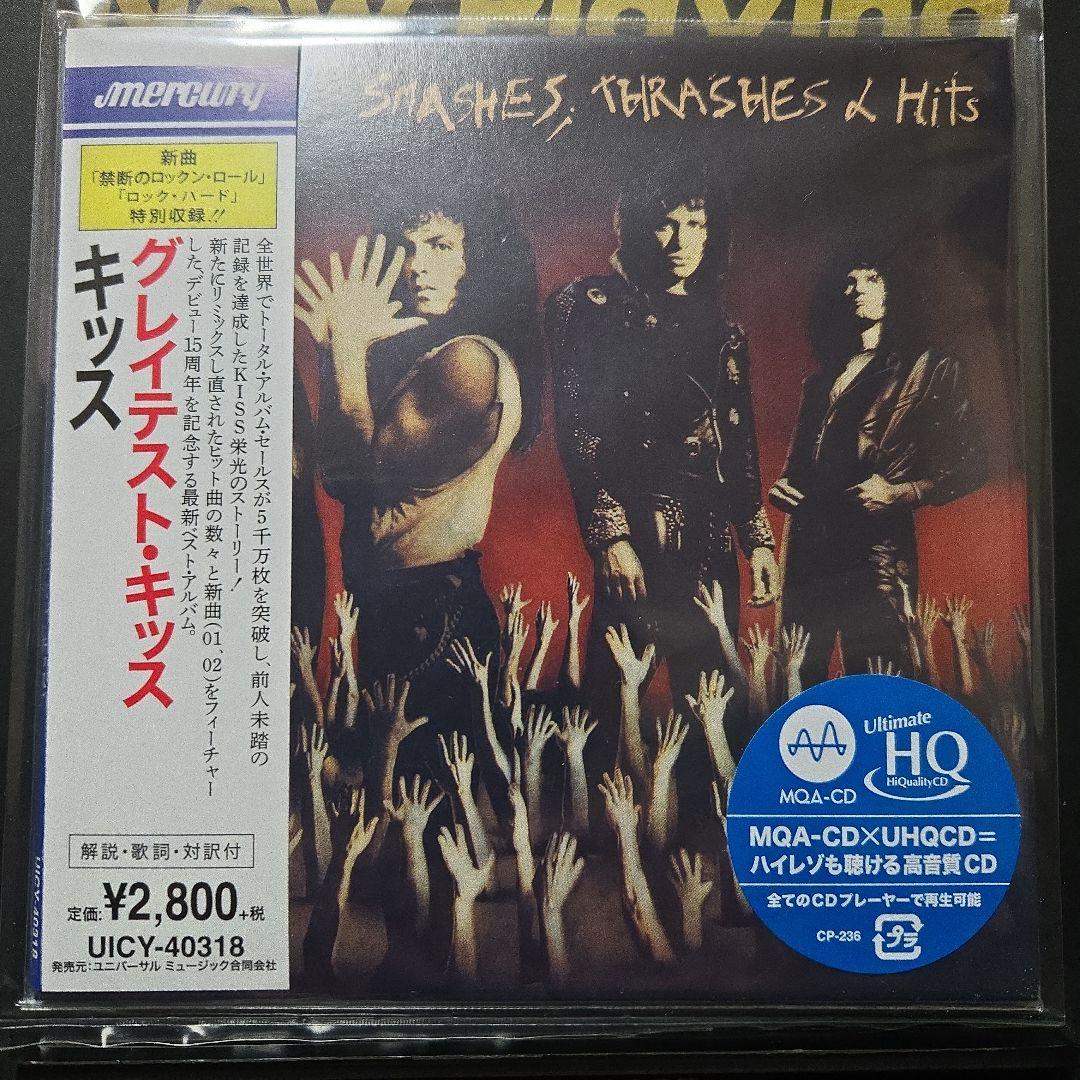 Now Playing
mercury
SMASHES, THRASHES & Hits
新曲
「禁断のロックン・ロール」
「ロック・ハード」
特別収録!!
グレイテスト・キッス
キッス
全世界でトータル・アルバム・セールスが5千万枚を突破し、前人未踏の
記録を達成したKISS栄光のストーリー!
新たにリミックスし直されたヒット曲の数々と新曲(01、02)をフィーチャー
した、デビュー15周年を記念する最新ベスト・アルバム。
解説・歌詞・対訳付
定価:¥2,800+税
UICY-40318
発売元:ユニバーサル ミュージック合同会社
UICY-40318
MQA-CD
Ultimate
HQ
HiQualityCD
MQA-CD×UHQCD=
ハイレゾも聴ける高音質CD
全てのCDプレーヤーで再生可能
CP-236
プラ